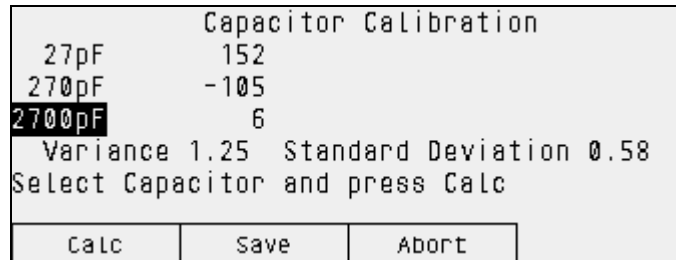 Capacitor Calibration
27pF 152
270pF -105
2700pF 6
Variance 1.25 Standard Deviation 0.58
Select Capacitor and press Calc
Calc Save Abort